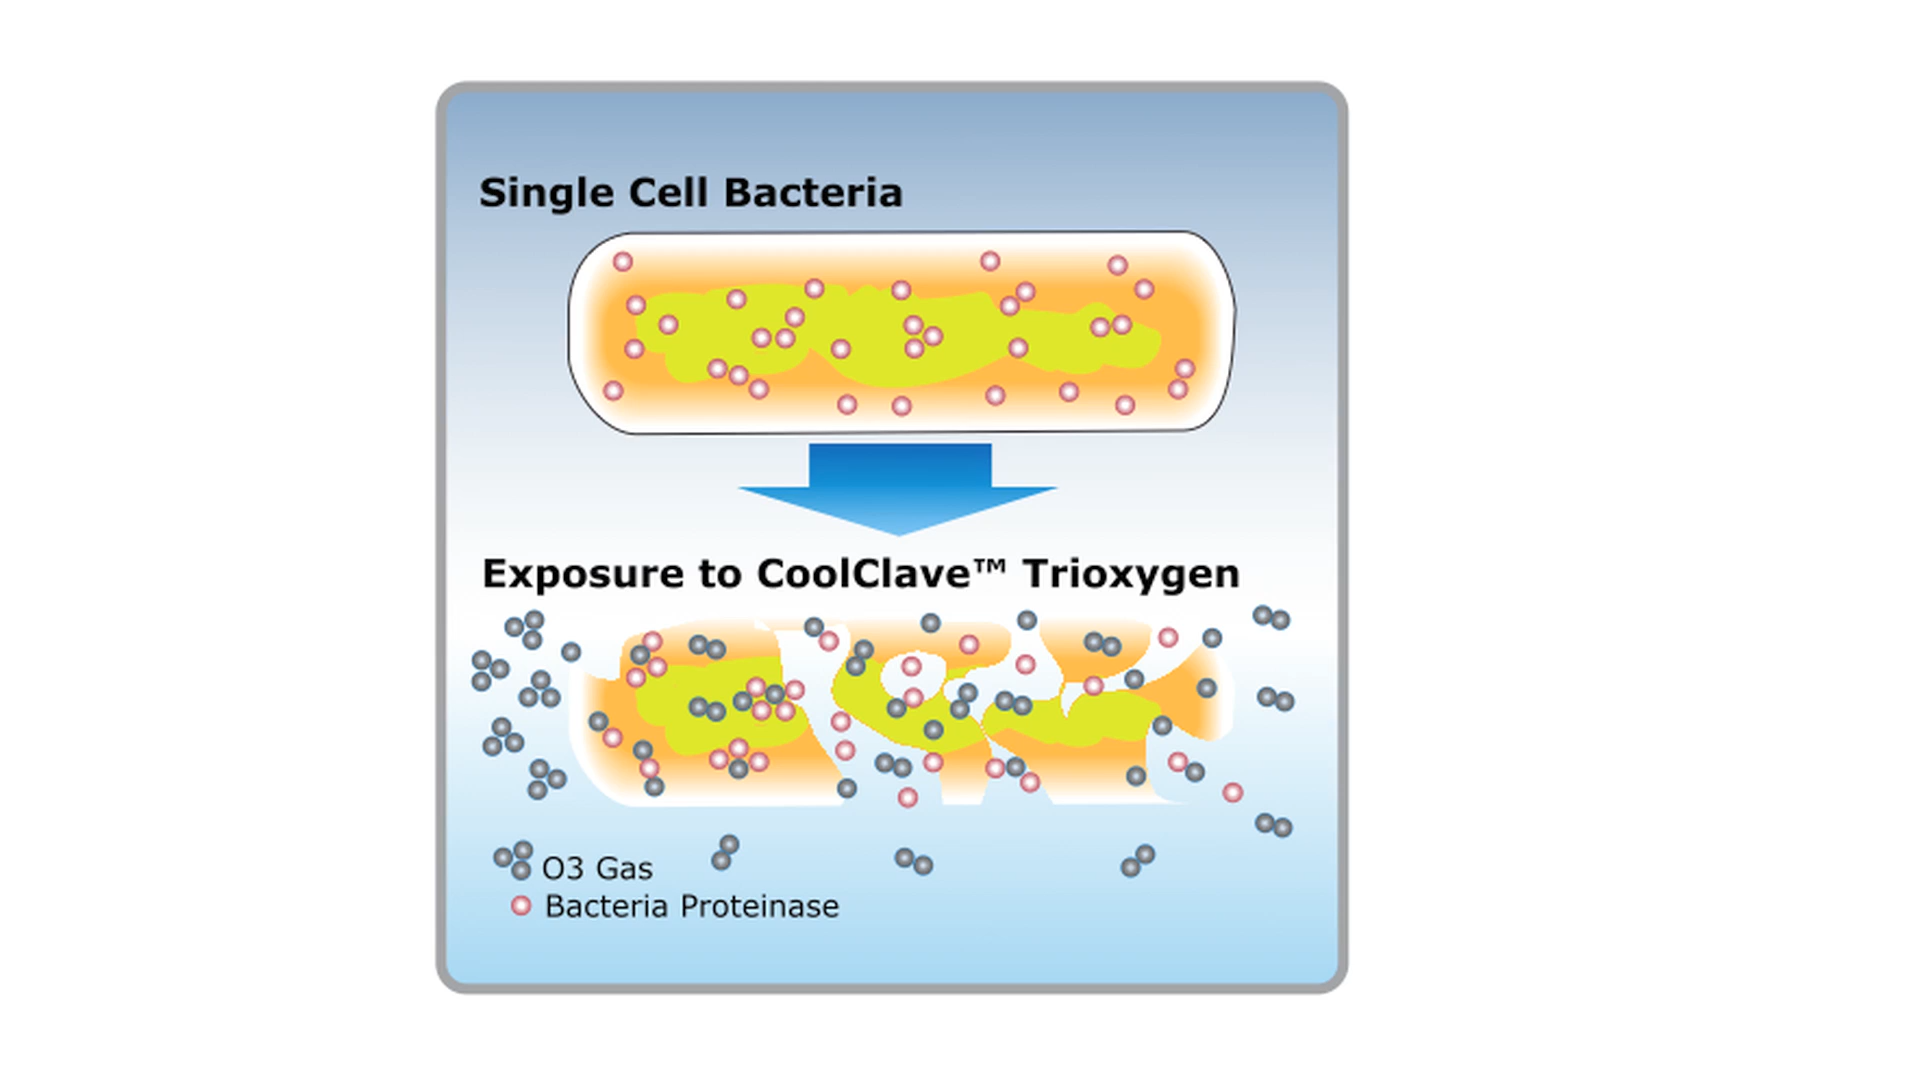 Single Cell Bacteria
Exposure to CoolClave™ Trioxygen
O3 Gas
Bacteria Proteinase